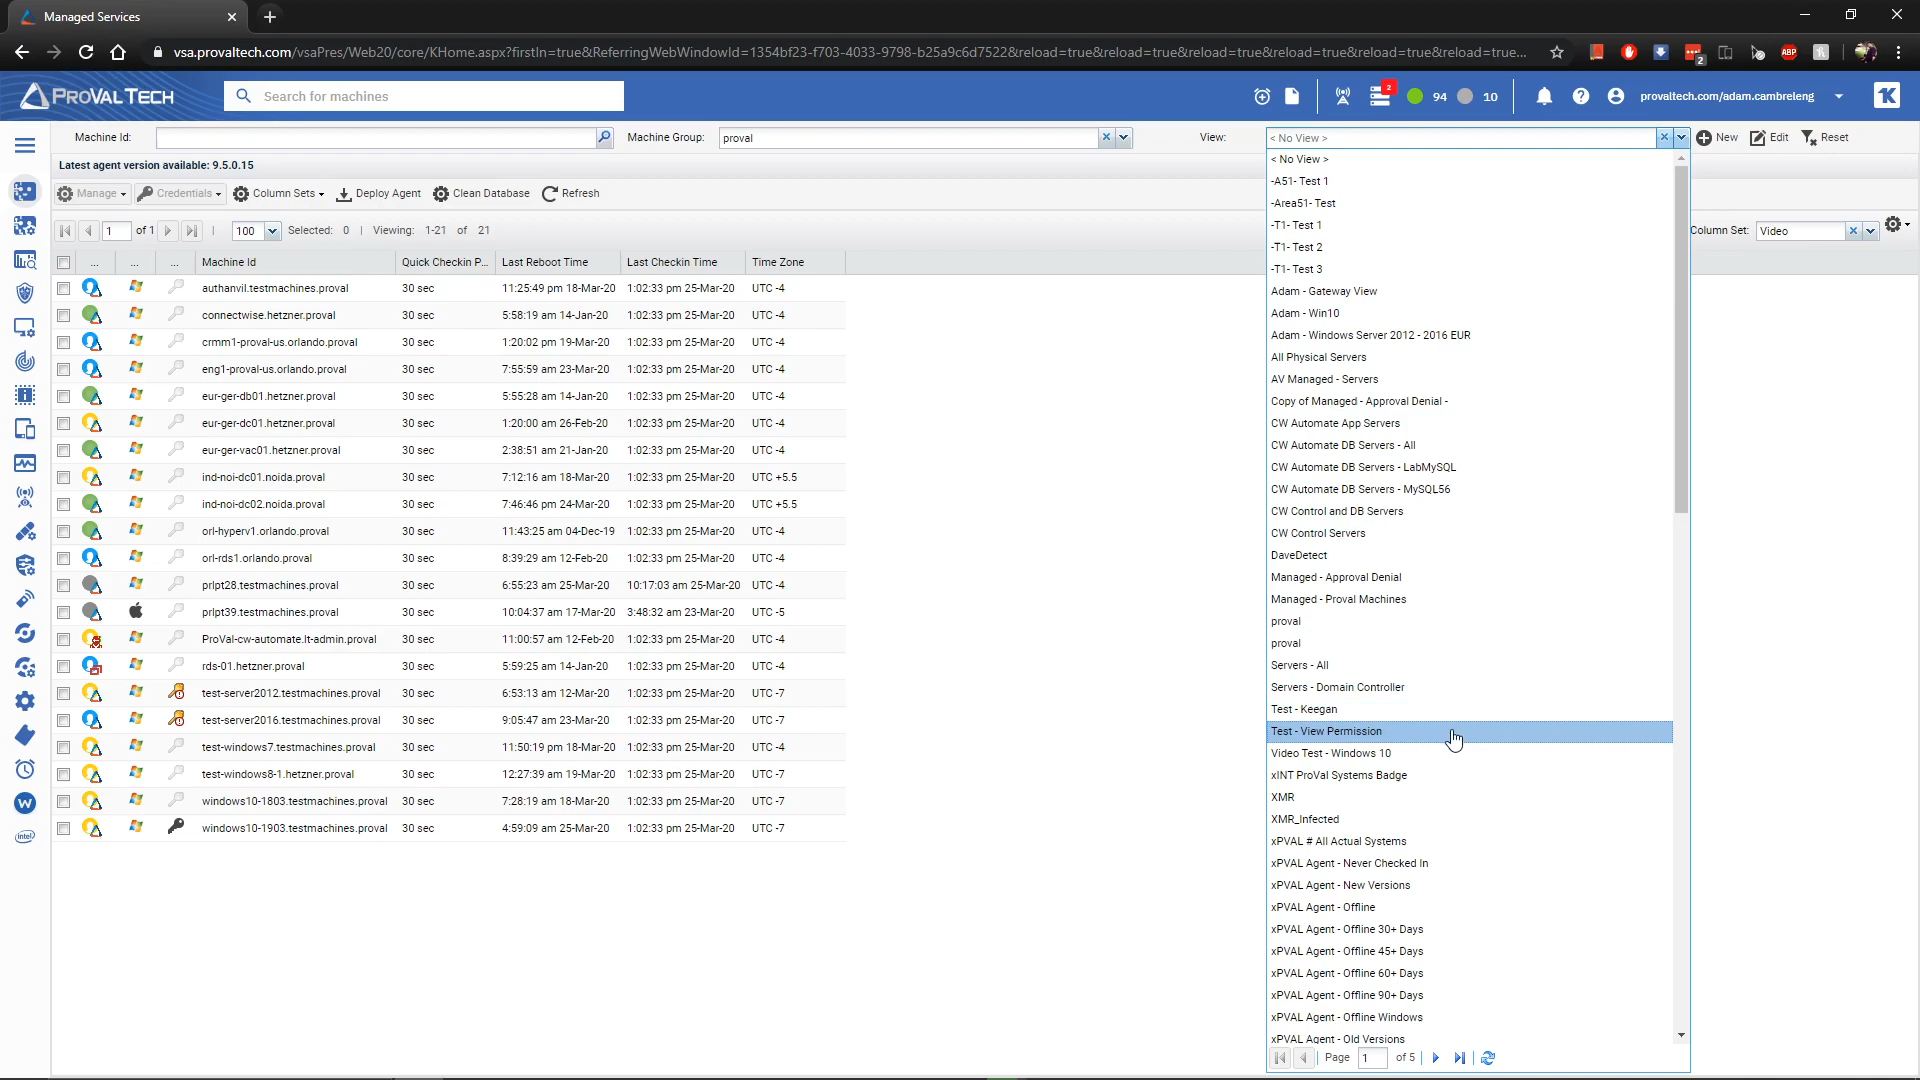 Managed Services
vsa.provaltech.com/vsaPres/Web20/core/KHome.aspx?firstIn=true&ReferringWebWindowId=1354bf23-f703-4033-9798-b25a9c6d7522&reload=true&reload=true&reload=true&reload=true&reload=true&reload=true...
2
ABP
PROVAL TECH
Search for machines
2
94
10
provaltech.com/adam.cambreleng
Machine Id:
Machine Group: proval
View: < No View >
New Edit Reset
Latest agent version available: 9.5.0.15
Manage Credentials Column Sets Deploy Agent Clean Database Refresh
1 of 1 | 100 Selected: 0 | Viewing: 1-21 of 21
Column Set: Video
... ... ... Machine Id Quick Checkin P... Last Reboot Time Last Checkin Time Time Zone
authanvil.testmachines.proval 30 sec 11:25:49 pm 18-Mar-20 1:02:33 pm 25-Mar-20 UTC -4
connectwise.hetzner.proval 30 sec 5:58:19 am 14-Jan-20 1:02:33 pm 25-Mar-20 UTC -4
crmm1-proval-us.orlando.proval 30 sec 1:20:02 pm 19-Mar-20 1:02:33 pm 25-Mar-20 UTC -4
eng1-proval-us.orlando.proval 30 sec 7:55:59 am 23-Mar-20 1:02:33 pm 25-Mar-20 UTC -4
eur-ger-db01.hetzner.proval 30 sec 5:55:28 am 14-Jan-20 1:02:33 pm 25-Mar-20 UTC -4
eur-ger-dc01.hetzner.proval 30 sec 1:20:00 am 26-Feb-20 1:02:33 pm 25-Mar-20 UTC -4
eur-ger-vac01.hetzner.proval 30 sec 2:38:51 am 21-Jan-20 1:02:33 pm 25-Mar-20 UTC -4
ind-noi-dc01.noida.proval 30 sec 7:12:16 am 18-Mar-20 1:02:33 pm 25-Mar-20 UTC +5.5
ind-noi-dc02.noida.proval 30 sec 7:46:46 pm 24-Mar-20 1:02:33 pm 25-Mar-20 UTC +5.5
orl-hyperv1.orlando.proval 30 sec 11:43:25 am 04-Dec-19 1:02:33 pm 25-Mar-20 UTC -4
orl-rds1.orlando.proval 30 sec 8:39:29 am 12-Feb-20 1:02:33 pm 25-Mar-20 UTC -4
prlpt28.testmachines.proval 30 sec 6:55:23 am 25-Mar-20 10:17:03 am 25-Mar-20 UTC -4
prlpt39.testmachines.proval 30 sec 10:04:37 am 17-Mar-20 3:48:32 am 23-Mar-20 UTC -5
ProVal-cw-automate.lt-admin.proval 30 sec 11:00:57 am 12-Feb-20 1:02:33 pm 25-Mar-20 UTC -4
rds-01.hetzner.proval 30 sec 5:59:25 am 14-Jan-20 1:02:33 pm 25-Mar-20 UTC -4
test-server2012.testmachines.proval 30 sec 6:53:13 am 12-Mar-20 1:02:33 pm 25-Mar-20 UTC -7
test-server2016.testmachines.proval 30 sec 9:05:47 am 23-Mar-20 1:02:33 pm 25-Mar-20 UTC -7
test-windows7.testmachines.proval 30 sec 11:50:19 pm 18-Mar-20 1:02:33 pm 25-Mar-20 UTC -4
test-windows8-1.hetzner.proval 30 sec 12:27:39 am 19-Mar-20 1:02:33 pm 25-Mar-20 UTC -7
windows10-1803.testmachines.proval 30 sec 7:28:19 am 18-Mar-20 1:02:33 pm 25-Mar-20 UTC -7
windows10-1903.testmachines.proval 30 sec 4:59:09 am 25-Mar-20 1:02:33 pm 25-Mar-20 UTC -7
W
intel
< No View >
-A51- Test 1
-Area51- Test
-T1- Test 1
-T1- Test 2
-T1- Test 3
Adam - Gateway View
Adam - Win10
Adam - Windows Server 2012 - 2016 EUR
All Physical Servers
AV Managed - Servers
Copy of Managed - Approval Denial -
CW Automate App Servers
CW Automate DB Servers - All
CW Automate DB Servers - LabMySQL
CW Automate DB Servers - MySQL56
CW Control and DB Servers
CW Control Servers
DaveDetect
Managed - Approval Denial
Managed - Proval Machines
proval
proval
Servers - All
Servers - Domain Controller
Test - Keegan
Test - View Permission
Video Test - Windows 10
xINT ProVal Systems Badge
XMR
XMR_Infected
xPVAL # All Actual Systems
xPVAL Agent - Never Checked In
xPVAL Agent - New Versions
xPVAL Agent - Offline
xPVAL Agent - Offline 30+ Days
xPVAL Agent - Offline 45+ Days
xPVAL Agent - Offline 60+ Days
xPVAL Agent - Offline 90+ Days
xPVAL Agent - Offline Windows
xPVAL Agent - Old Versions
Page 1 of 5